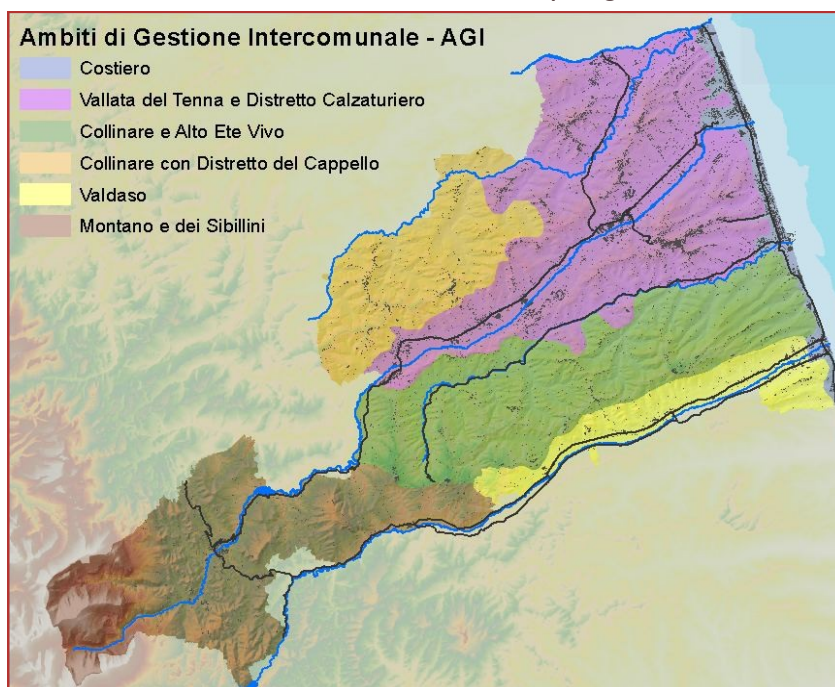 Ambiti di Gestione Intercomunale - AGI
Costiero
Vallata del Tenna e Distretto Calzaturiero
Collinare e Alto Ete Vivo
Collinare con Distretto del Cappello
Valdaso
Montano e dei Sibillini